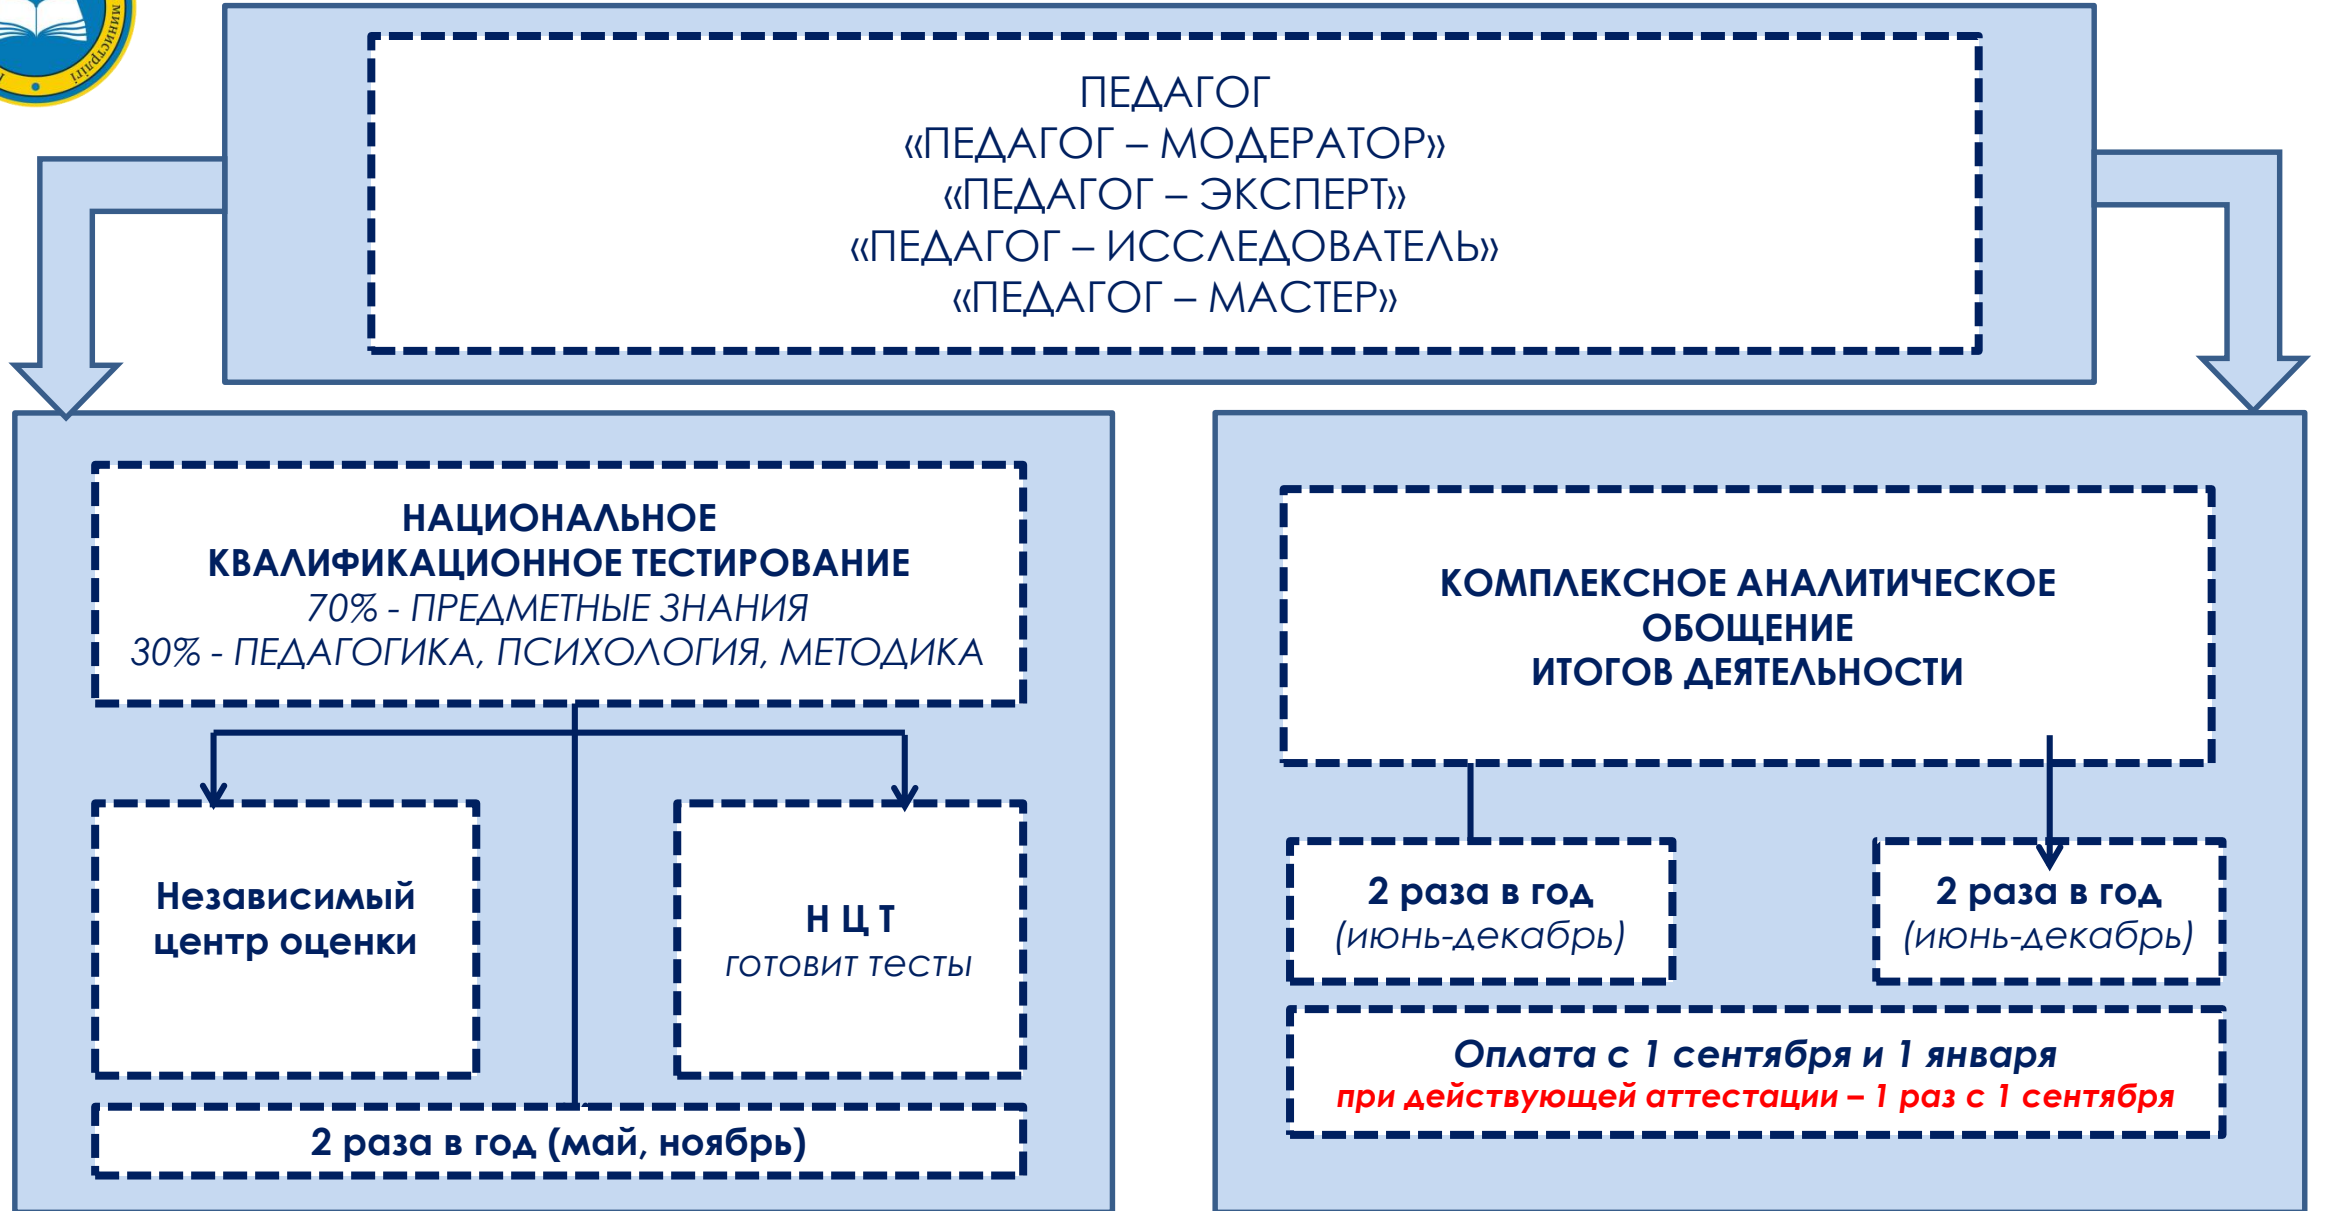 министрлігі
ПЕДАГОГ
«ПЕДАГОГ – МОДЕРАТОР»
«ПЕДАГОГ – ЭКСПЕРТ»
«ПЕДАГОГ – ИССЛЕДОВАТЕЛЬ»
«ПЕДАГОГ – МАСТЕР»
НАЦИОНАЛЬНОЕ
КВАЛИФИКАЦИОННОЕ ТЕСТИРОВАНИЕ
70% - ПРЕДМЕТНЫЕ ЗНАНИЯ
30% - ПЕДАГОГИКА, ПСИХОЛОГИЯ, МЕТОДИКА
Независимый
центр оценки
Н Ц Т
готовит тесты
2 раза в год (май, ноябрь)
КОМПЛЕКСНОЕ АНАЛИТИЧЕСКОЕ
ОБОЩЕНИЕ
ИТОГОВ ДЕЯТЕЛЬНОСТИ
2 раза в год
(июнь-декабрь)
2 раза в год
(июнь-декабрь)
Оплата с 1 сентября и 1 января
при действующей аттестации – 1 раз с 1 сентября